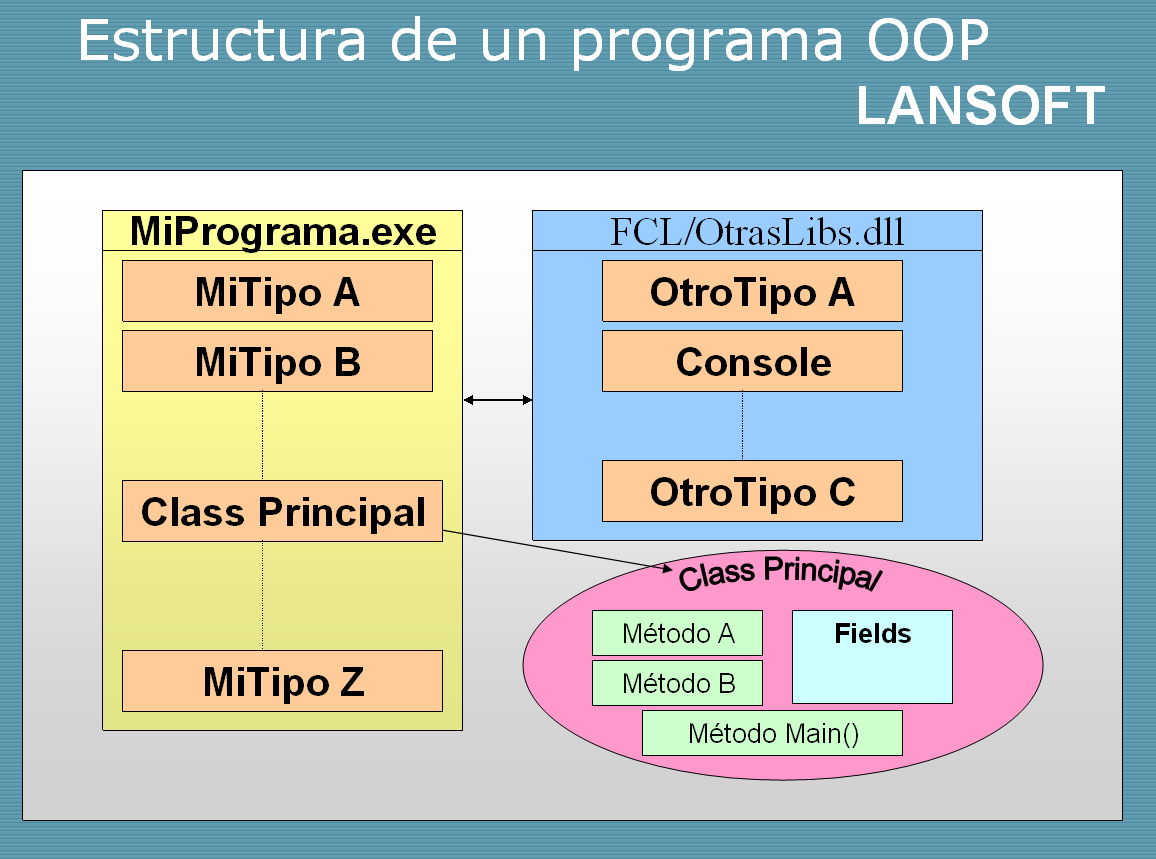 Estructura de un programa OOP
LANSOFT
MiPrograma.exe
MiTipo A
MiTipo B
Class Principal
MiTipo Z
FCL/OtrasLibs.dll
OtroTipo A
Console
OtroTipo C
Class Principal
Método A
Método B
Fields
Método Main()